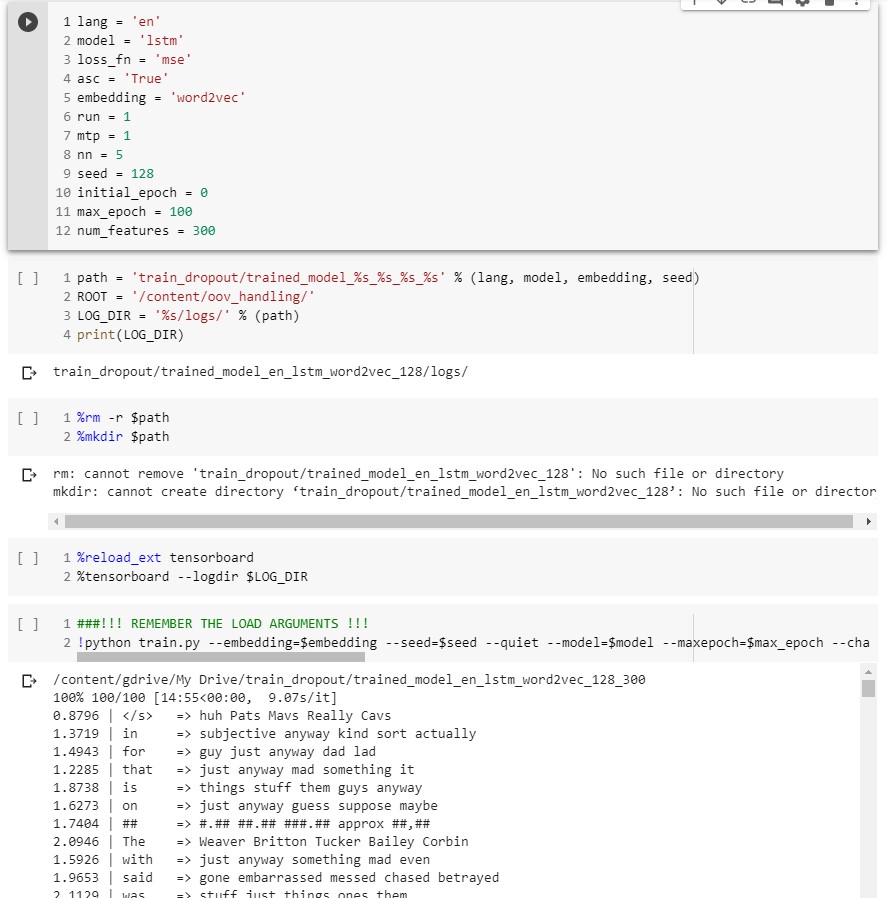 1 lang = 'en'
2 model = 'lstm'
3 loss_fn = 'mse'
4 asc = 'True'
5 embedding = 'word2vec'
6 run = 1
7 mtp = 1
8 nn = 5
9 seed = 128
10 initial_epoch = 0
11 max_epoch = 100
12 num_features = 300
[ ] 1 path = 'train_dropout/trained_model_%s_%s_%s_%s' % (lang, model, embedding, seed)
2 ROOT = '/content/oov_handling/'
3 LOG_DIR = '%s/logs/' % (path)
4 print(LOG_DIR)
train_dropout/trained_model_en_lstm_word2vec_128/logs/
[ ] 1 %rm -r $path
2 %mkdir $path
rm: cannot remove 'train_dropout/trained_model_en_lstm_word2vec_128': No such file or directory
mkdir: cannot create directory ‘train_dropout/trained_model_en_lstm_word2vec_128’: No such file or director
[ ] 1 %reload_ext tensorboard
2 %tensorboard --logdir $LOG_DIR
[ ] 1 ###!!! REMEMBER THE LOAD ARGUMENTS !!!
2 !python train.py --embedding=$embedding --seed=$seed --quiet --model=$model --maxepoch=$max_epoch --cha
/content/gdrive/My Drive/train_dropout/trained_model_en_lstm_word2vec_128_300
100% 100/100 [14:55<00:00, 9.07s/it]
0.8796 | </s> => huh Pats Mavs Really Cavs
1.3719 | in => subjective anyway kind sort actually
1.4943 | for => guy just anyway dad lad
1.2285 | that => just anyway mad something it
1.8738 | is => things stuff them guys anyway
1.6273 | on => just anyway guess suppose maybe
1.7404 | ## => #.## ##.## ###.## approx ##,##
2.0946 | The => Weaver Britton Tucker Bailey Corbin
1.5926 | with => just anyway something mad even
1.9653 | said => gone embarrassed messed chased betrayed
2.1129 | was => stuff just things ones them